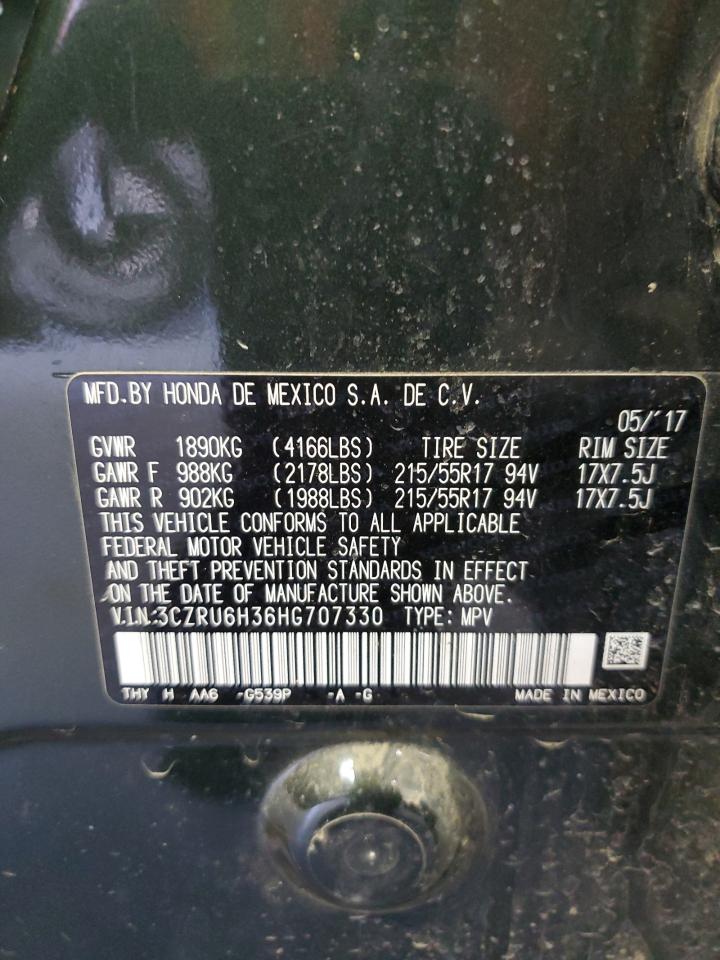 MFD.BY HONDA DE MEXICO S.A. DE C.V.
05/'17
GVWR 1890KG (4166LBS) TIRE SIZE RIM SIZE
GAWR F 988KG (2178LBS) 215/55R17 94V 17X7.5J
GAWR R 902KG (1988LBS) 215/55R17 94V 17X7.5J
THIS VEHICLE CONFORMS TO ALL APPLICABLE
FEDERAL MOTOR VEHICLE SAFETY
AND THEFT PREVENTION STANDARDS IN EFFECT
ON THE DATE OF MANUFACTURE SHOWN ABOVE.
V.I.N.:3CZRU6H36HG707330 TYPE: MPV
THY H AA6 -G539P -A -G MADE IN MEXICO